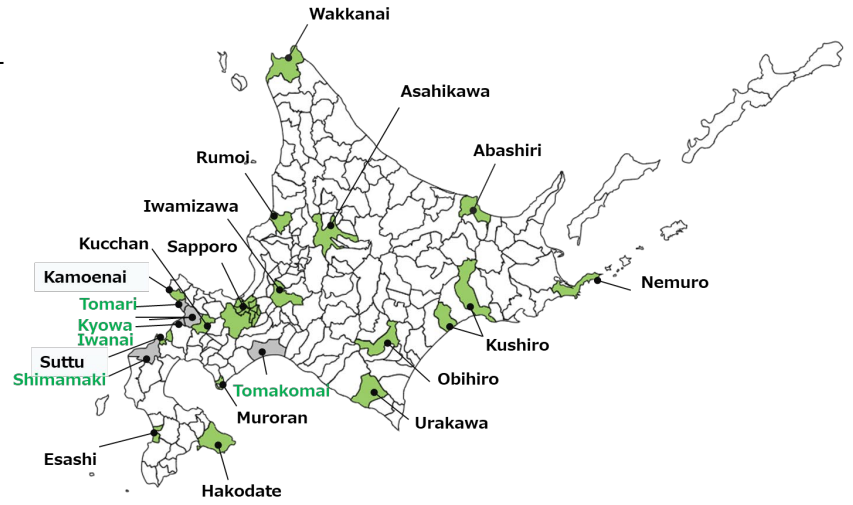 Wakkanai
Asahikawa
Abashiri
Rumoi
Iwamizawa
Kucchan
Sapporo
Kamoenai
Nemuro
Tomari
Kyowa
Iwanai
Kushiro
Suttu
Shimamaki
Obihiro
Tomakomai
Muroran
Urakawa
Esashi
Hakodate